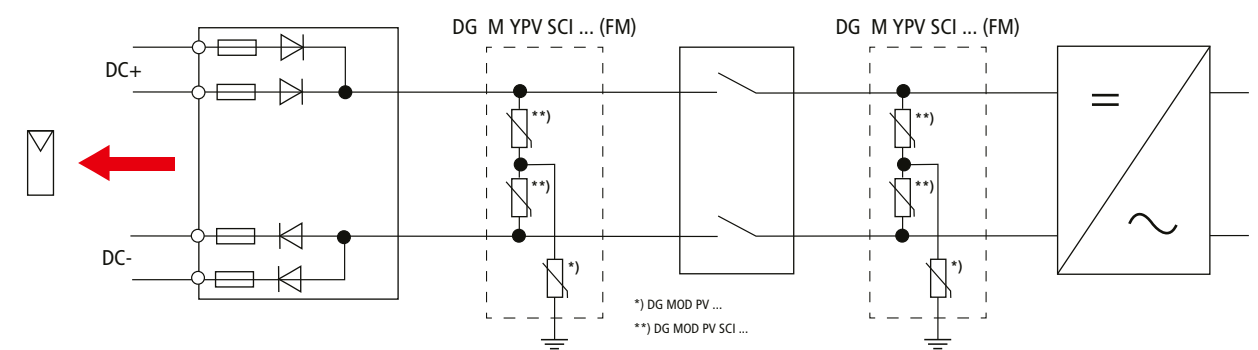 DG M YPV SCI ... (FM)
DG M YPV SCI ... (FM)
DC+
**)
**)
**)
**)
DC-
*)
*)
*) DG MOD PV ...
**) DG MOD PV SCI ...